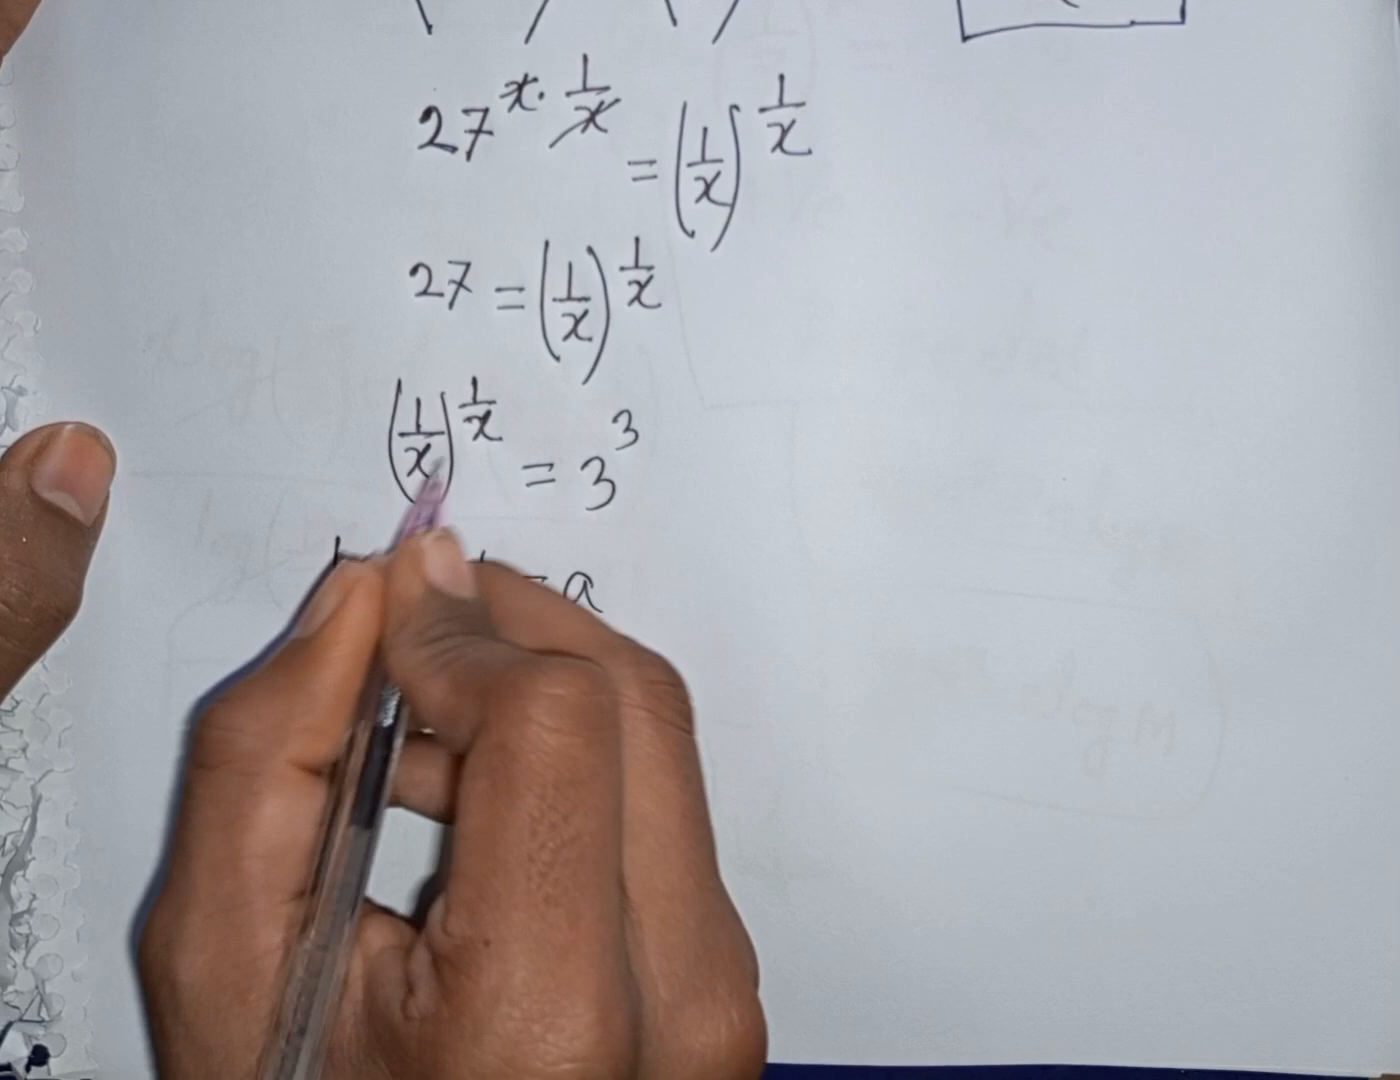 27^{x·1/x} = (1/x)^{1/x}
27 = (1/x)^{1/x}
(1/x)^{1/x} = 3^3
= a